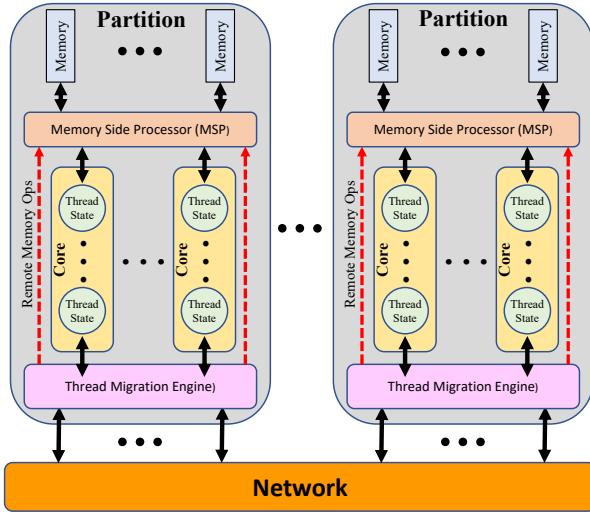 Partition
Memory
Memory
Memory Side Processor (MSP)
Remote Memory Ops
Thread
State
Thread
State
Core
Core
Thread
State
Thread
State
Thread Migration Engine)
Partition
Memory
Memory
Memory Side Processor (MSP)
Remote Memory Ops
Thread
State
Thread
State
Core
Core
Thread
State
Thread
State
Thread Migration Engine)
Network